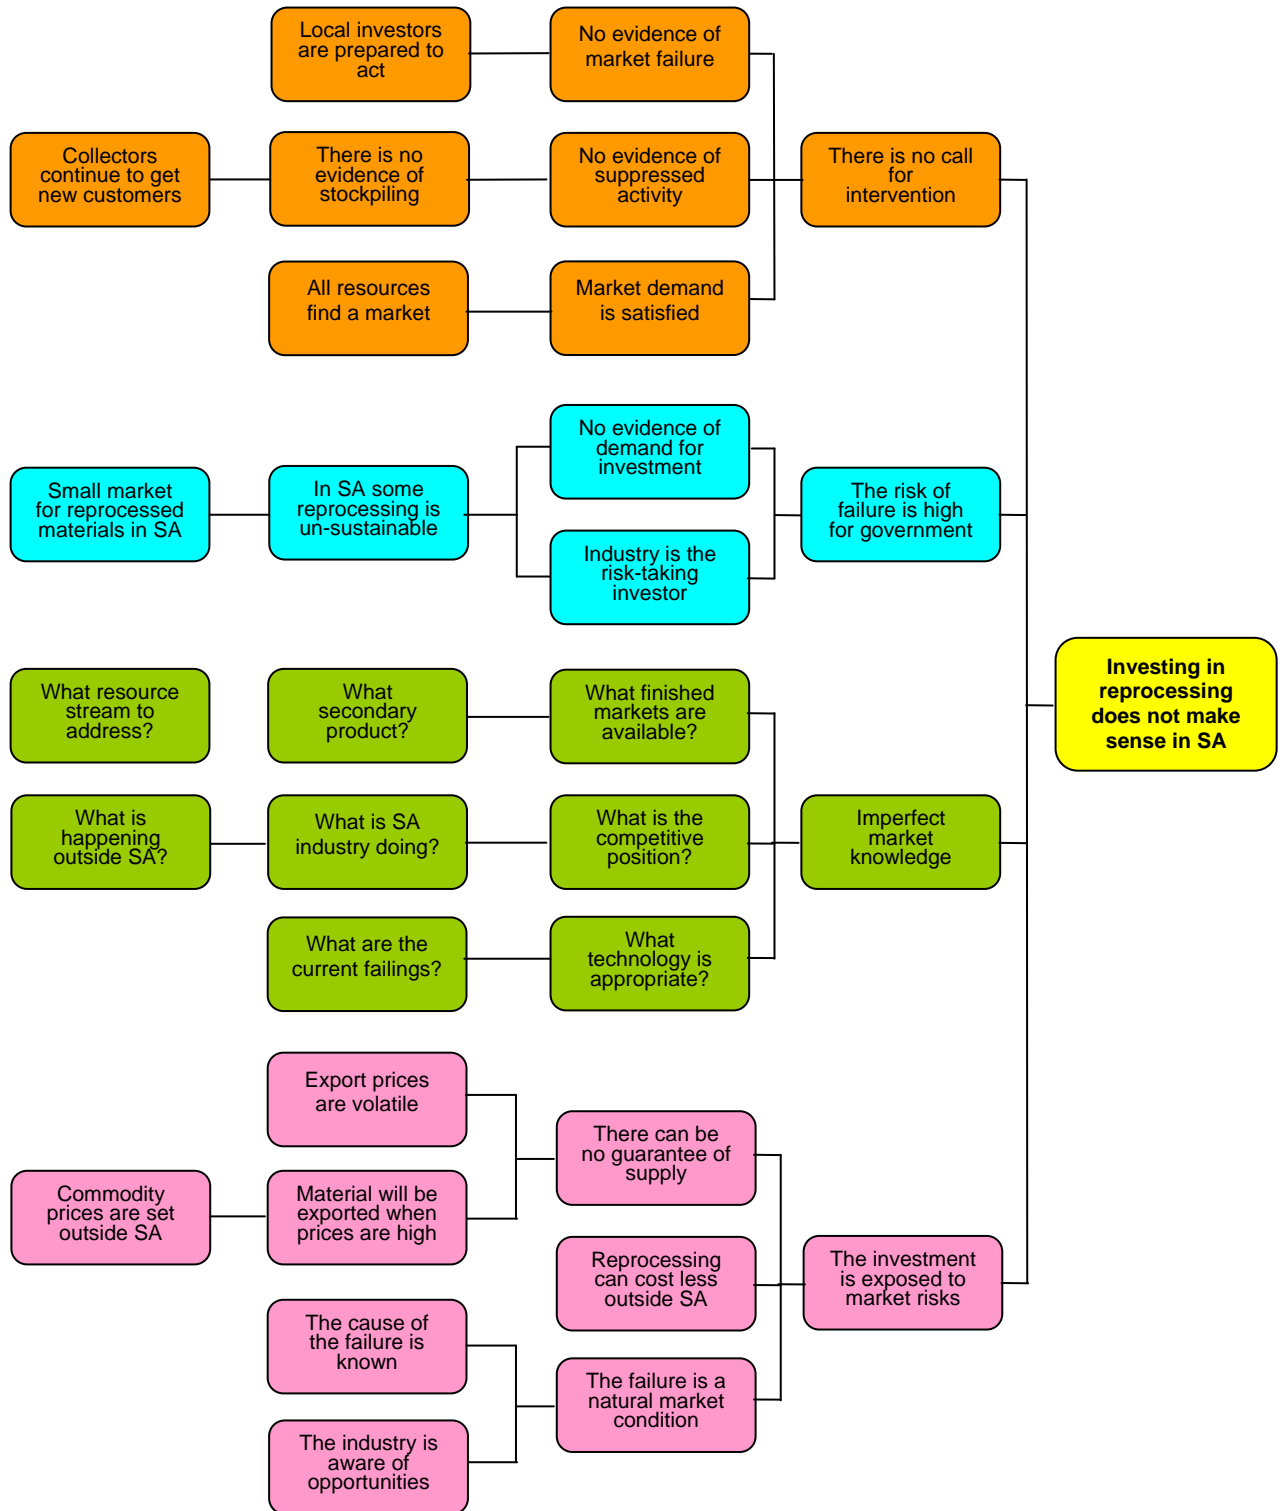 Local investors
are prepared to
act
No evidence of
market failure
Collectors
continue to get
new customers
There is no
evidence of
stockpiling
No evidence of
suppressed
activity
There is no call
for
intervention
All resources
find a market
Market demand
is satisfied
No evidence of
demand for
investment
Small market
for reprocessed
materials in SA
In SA some
reprocessing is
un-sustainable
The risk of
failure is high
for government
Industry is the
risk-taking
investor
Investing in
reprocessing
does not make
sense in SA
What resource
stream to
address?
What
secondary
product?
What finished
markets are
available?
What is
happening
outside SA?
What is SA
industry doing?
What is the
competitive
position?
Imperfect
market
knowledge
What are the
current failings?
What
technology is
appropriate?
Export prices
are volatile
There can be
no guarantee of
supply
Commodity
prices are set
outside SA
Material will be
exported when
prices are high
Reprocessing
can cost less
outside SA
The investment
is exposed to
market risks
The cause of
the failure is
known
The failure is a
natural market
condition
The industry is
aware of
opportunities